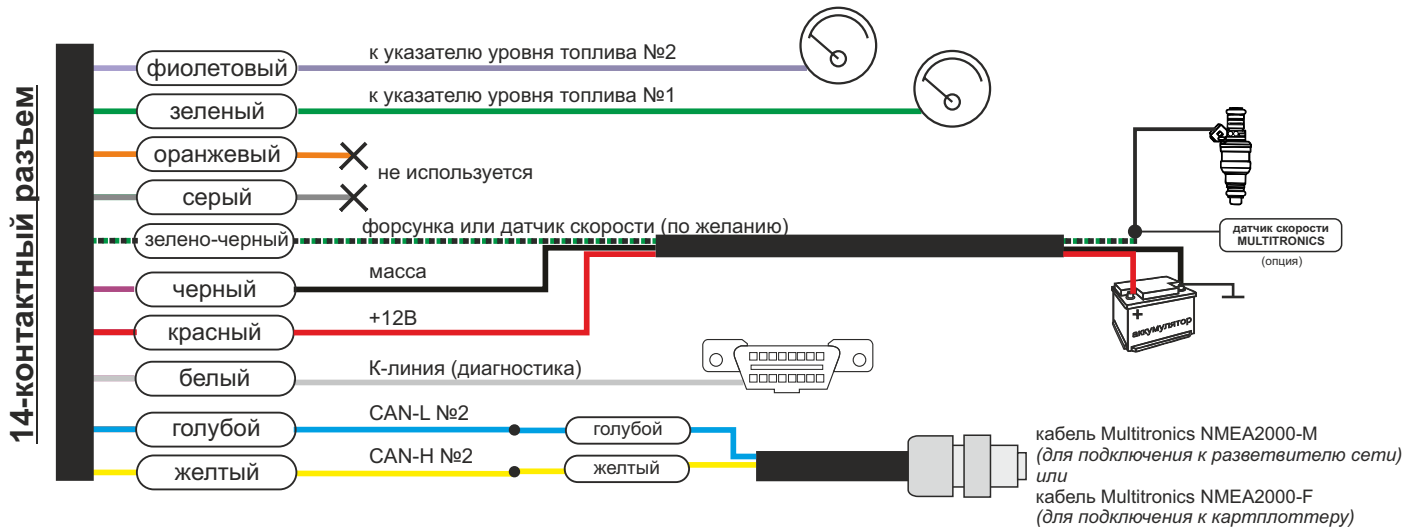 14-контактный разъем
фиолетовый
к указателю уровня топлива №2
зеленый
к указателю уровня топлива №1
оранжевый
не используется
серый
зелено-черный
форсунка или датчик скорости (по желанию)
датчик скорости
MULTITRONICS
(опция)
черный
масса
красный
+12В
+
аккумулятор
белый
К-линия (диагностика)
голубой
CAN-L №2
голубой
желтый
CAN-H №2
желтый
кабель Multitronics NMEA2000-M
(для подключения к разветвителю сети)
или
кабель Multitronics NMEA2000-F
(для подключения к картплоттеру)